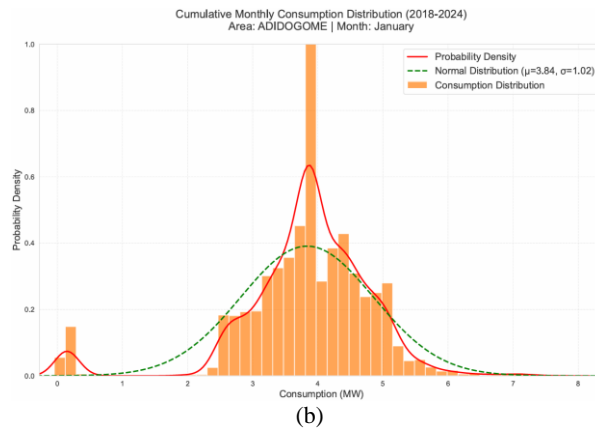 Cumulative Monthly Consumption Distribution (2018-2024)
Area: ADIDOGOME | Month: January
Probability Density
Normal Distribution (μ=3.84, σ=1.02)
Consumption Distribution
Probability Density
1.0
0.8
0.6
0.4
0.2
0.0
0 1 2 3 4 5 6 7 8
Consumption (MW)
(b)